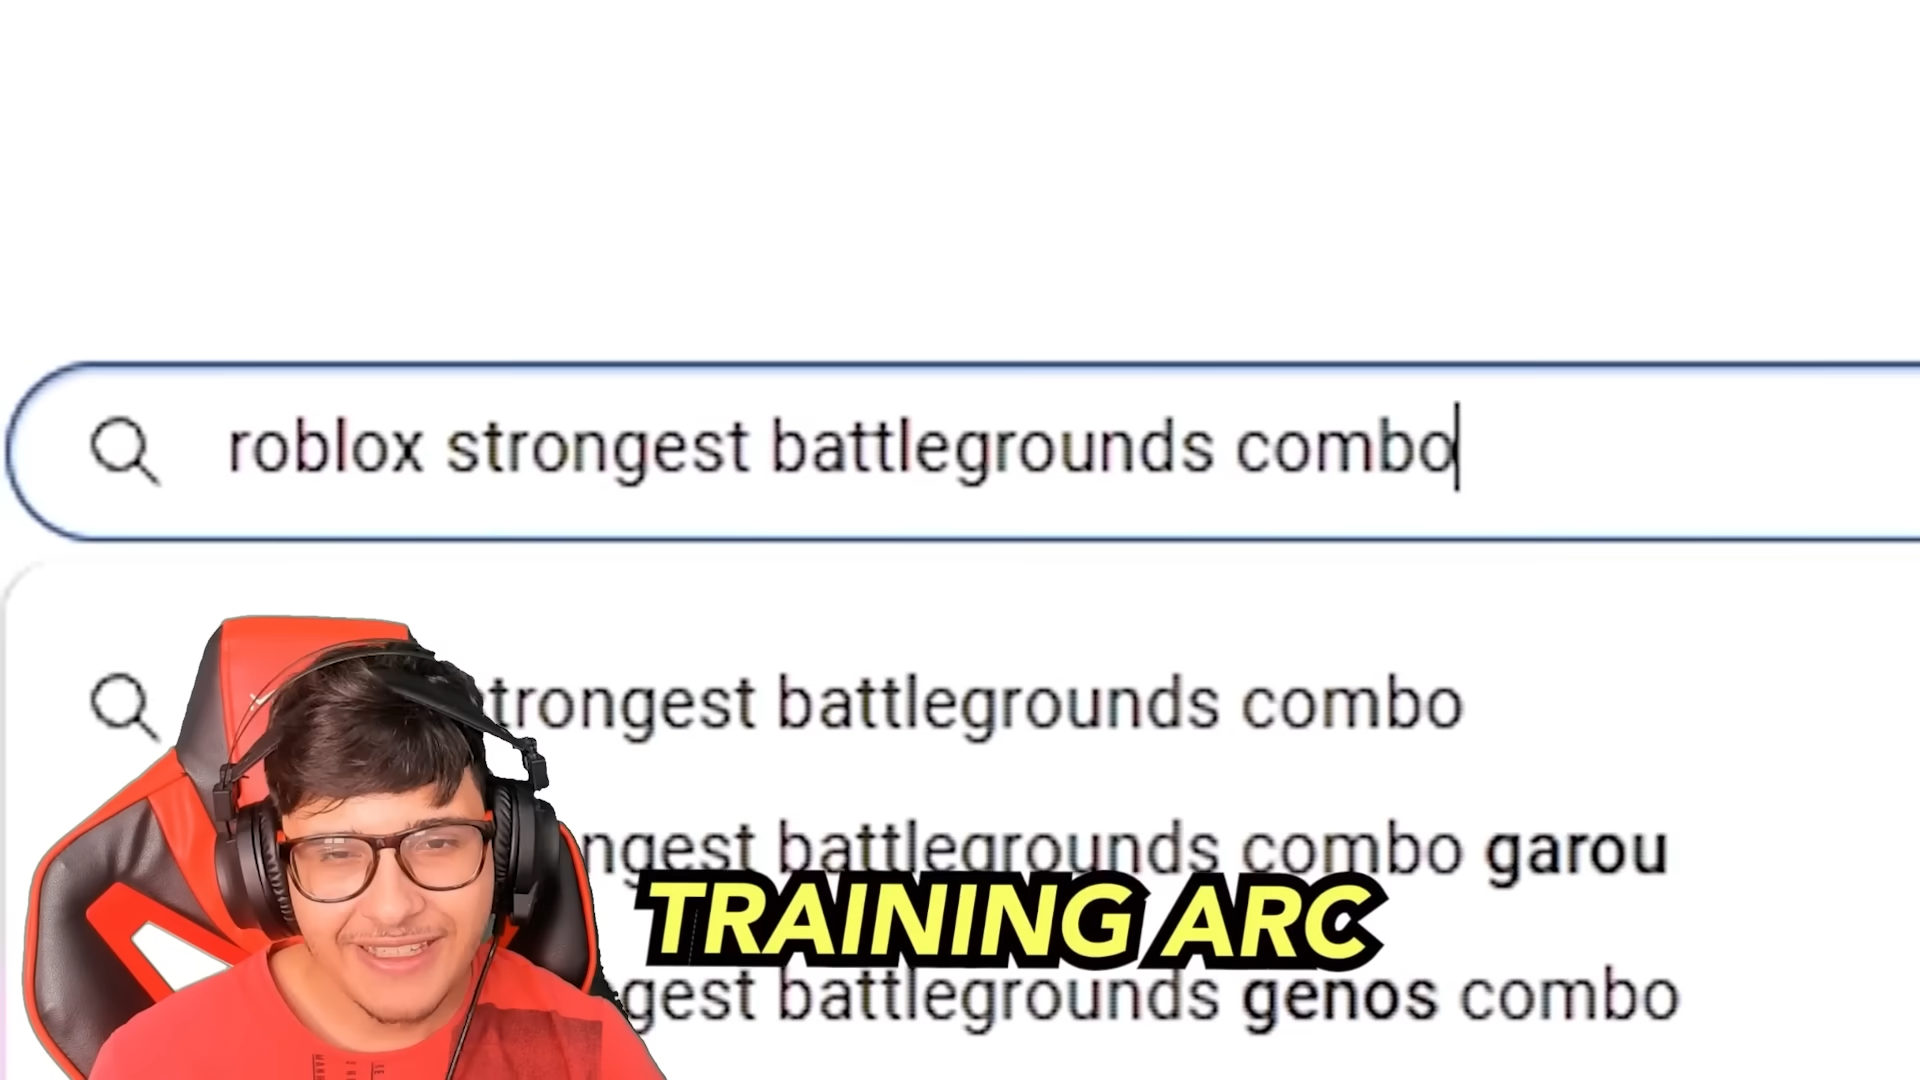 roblox strongest battlegrounds combo
trongest battlegrounds combo
ngest battlegrounds combo garou
TRAINING ARC
gest battlegrounds genos combo